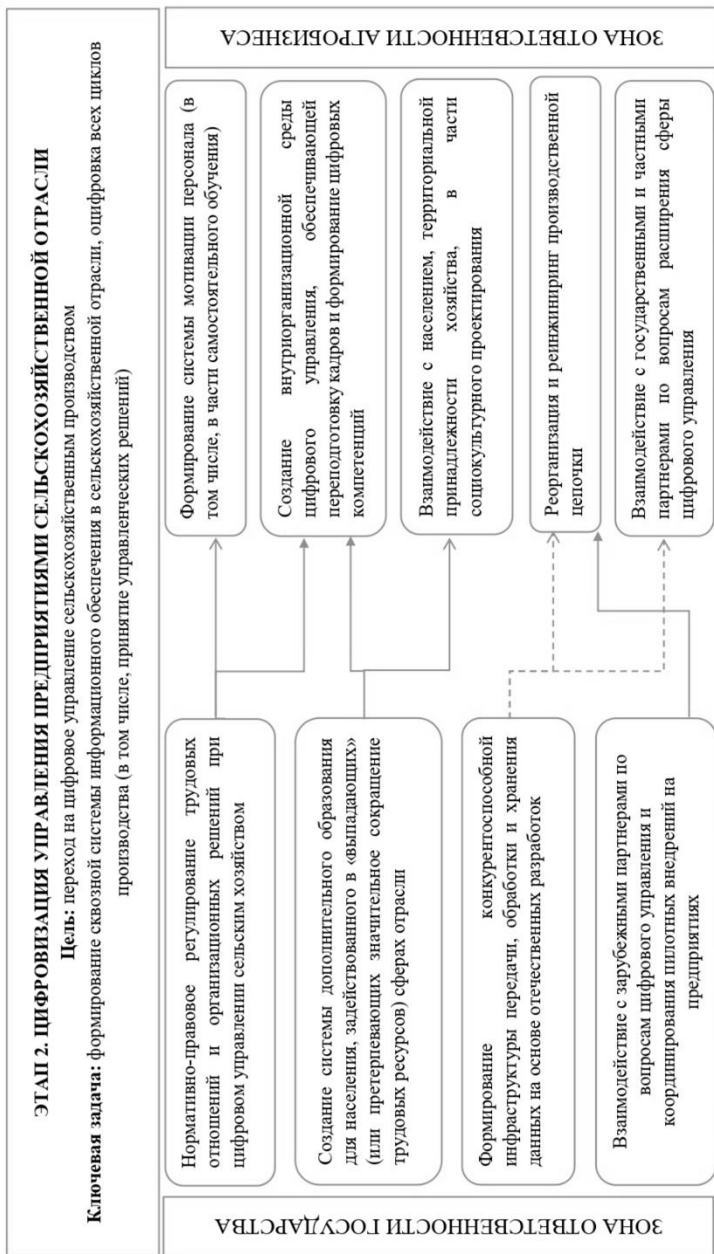 ЭТАП 2. ЦИФРОВИЗАЦИЯ УПРАВЛЕНИЯ ПРЕДПРИЯТИЯМИ СЕЛЬСКОХОЗЯЙСТВЕННОЙ ОТРАСЛИ
Цель: переход на цифровое управление сельскохозяйственным производством
Ключевая задача: формирование сквозной системы информационного обеспечения в сельскохозяйственной отрасли, оцифровка всех циклов
производства (в том числе, принятие управленческих решений)
ЗОНА ОТВЕТСТВЕННОСТИ ГОСУДАРСТВА
Нормативно-правовое регулирование трудовых
отношений и организационных решений при
цифровом управлении сельским хозяйством
Создание системы дополнительного образования
для населения, задействованного в «выпадающих»
(или претерпевающих значительное сокращение
трудовых ресурсов) сферах отрасли
Формирование конкурентоспособной
инфраструктуры передачи, обработки и хранения
данных на основе отечественных разработок
Взаимодействие с зарубежными партнерами по
вопросам цифрового управления и
координирования пилотных внедрений на
предприятиях
Формирование системы мотивации персонала (в
том числе, в части самостоятельного обучения)
Создание внутриорганизационной среды
цифрового управления, обеспечивающей
переподготовку кадров и формирование цифровых
компетенций
Взаимодействие с населением, территориальной
принадлежности хозяйства, в части
социокультурного проектирования
Реорганизация и реинжиниринг производственной
цепочки
Взаимодействие с государственными и частными
партнерами по вопросам расширения сферы
цифрового управления
ЗОНА ОТВЕТСТВЕННОСТИ АГРОБИЗНЕСА